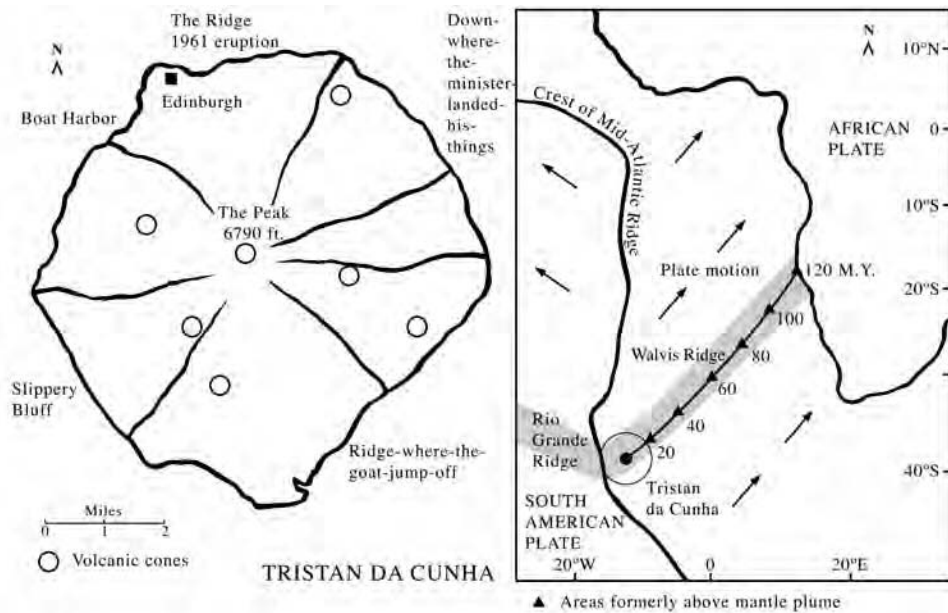 The Ridge
1961 eruption
N
Edinburgh
Boat Harbor
Down-
where-
the-
minister-
landed-
his-
things
The Peak
6790 ft.
Slippery
Bluff
Ridge-where-the-
goat-jump-off
Miles
0 1 2
Volcanic cones
TRISTAN DA CUNHA
N
10°N
Crest of Mid-Atlantic Ridge
AFRICAN
PLATE
0
10°S
Plate motion
120 M.Y.
20°S
100
Walvis Ridge
80
60
Rio
Grande
Ridge
40
20
40°S
Tristan
da Cunha
SOUTH
AMERICAN
PLATE
20°W
0
20°E
▲ Areas formerly above mantle plume